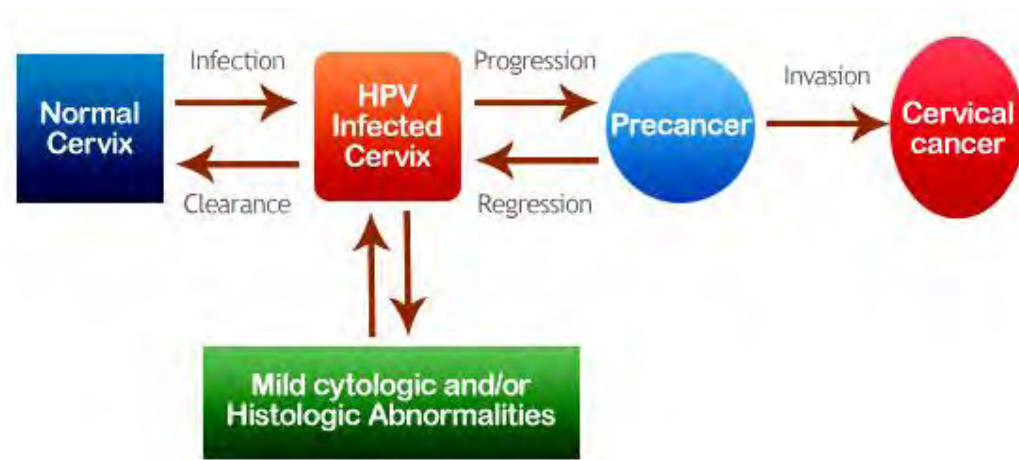 Infection
Progression
Invasion
Normal
Cervix
HPV
Infected
Cervix
Precancer
Cervical
cancer
Clearance
Regression
Mild cytologic and/or
Histologic Abnormalities